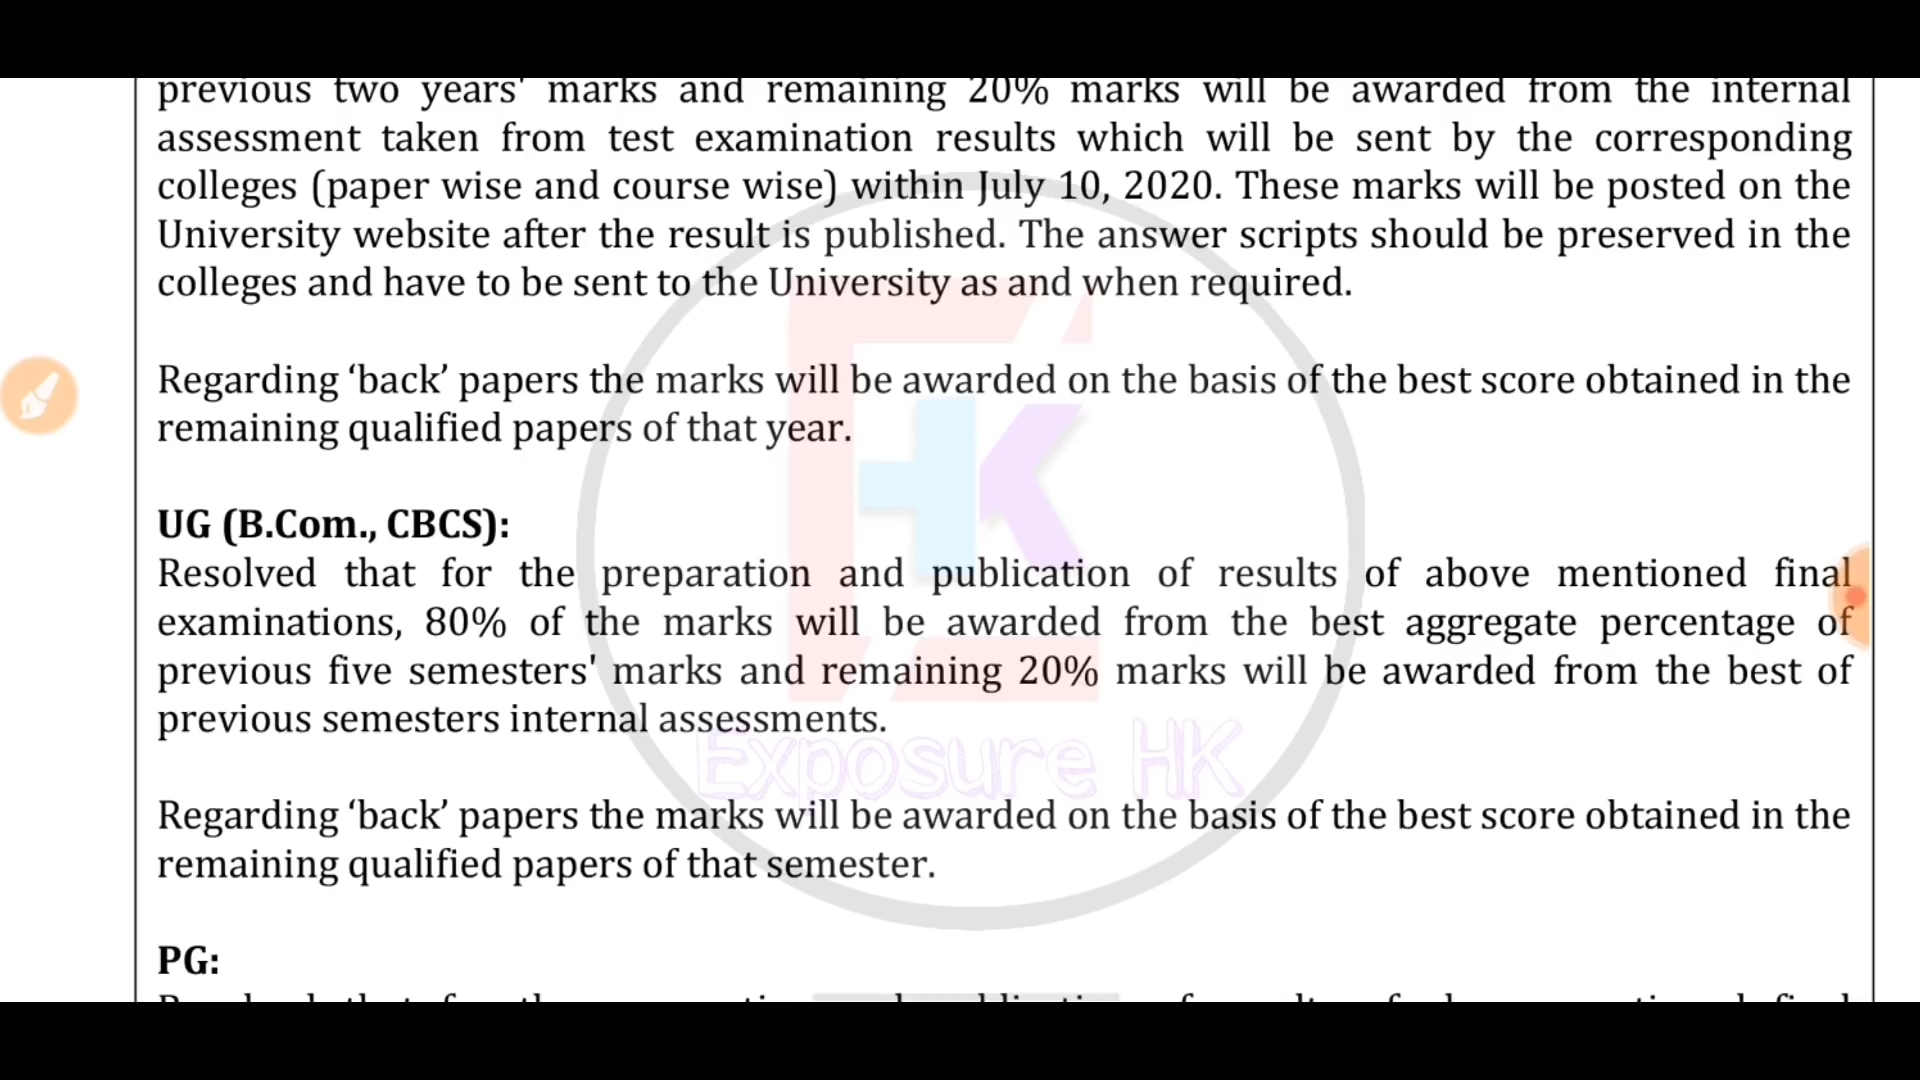 previous two years' marks and remaining 20% marks will be awarded from the internal
assessment taken from test examination results which will be sent by the corresponding
colleges (paper wise and course wise) within July 10, 2020. These marks will be posted on the
University website after the result is published. The answer scripts should be preserved in the
colleges and have to be sent to the University as and when required.
Regarding ‘back’ papers the marks will be awarded on the basis of the best score obtained in the
remaining qualified papers of that year.
UG (B.Com., CBCS):
Resolved that for the preparation and publication of results of above mentioned final
examinations, 80% of the marks will be awarded from the best aggregate percentage of
previous five semesters' marks and remaining 20% marks will be awarded from the best of
previous semesters internal assessments.
Exposure HK
Regarding ‘back’ papers the marks will be awarded on the basis of the best score obtained in the
remaining qualified papers of that semester.
PG: